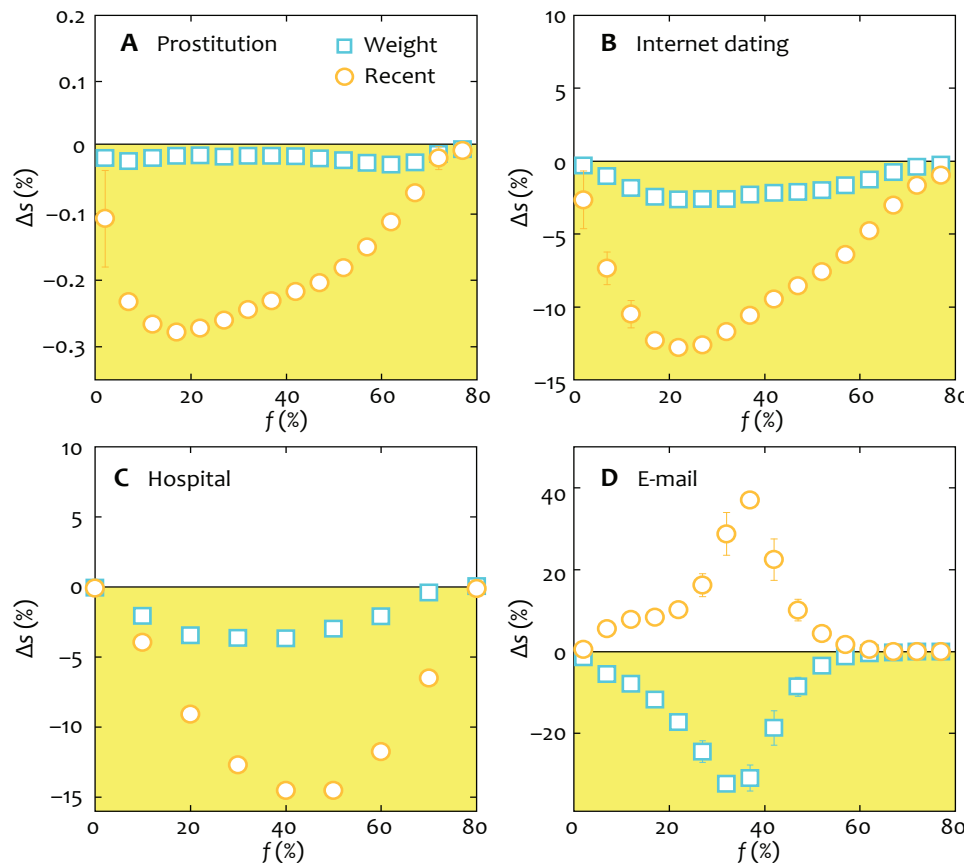 A Prostitution
Weight
Recent
0.2
0.1
0
−0.1
−0.2
−0.3
Δs (%)
0 20 40 60 80
f (%)
B Internet dating
10
5
0
−5
−10
−15
Δs (%)
0 20 40 60 80
f (%)
C Hospital
10
5
0
−5
−10
−15
Δs (%)
0 20 40 60 80
f (%)
D E-mail
40
20
0
−20
Δs (%)
0 20 40 60 80
f (%)